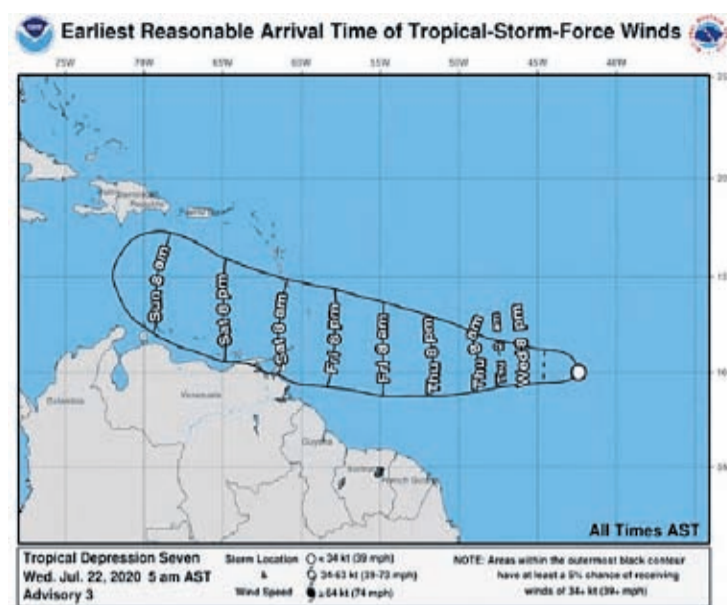 Earliest Reasonable Arrival Time of Tropical-Storm-Force Winds
75W 70W 65W 60W 55W 50W 45W 40W
Sun 8 am
Sat 8 pm
Sat 8 am
Fri 8 pm
Fri 8 am
Thu 8 pm
Thu 8 am
Thu 2 am
Wed 8 pm
Colombia
Venezuela
Guyana
French
All Times AST
Tropical Depression Seven
Wed. Jul. 22, 2020 5 am AST
Advisory 3
Storm Location
&
Wind Speed
< 34 kt (39 mph)
34-63 kt (39-73 mph)
≥ 64 kt (74 mph)
NOTE: Areas within the outermost black contour
have at least a 5% chance of receiving
winds of 34+ kt (39+ mph)